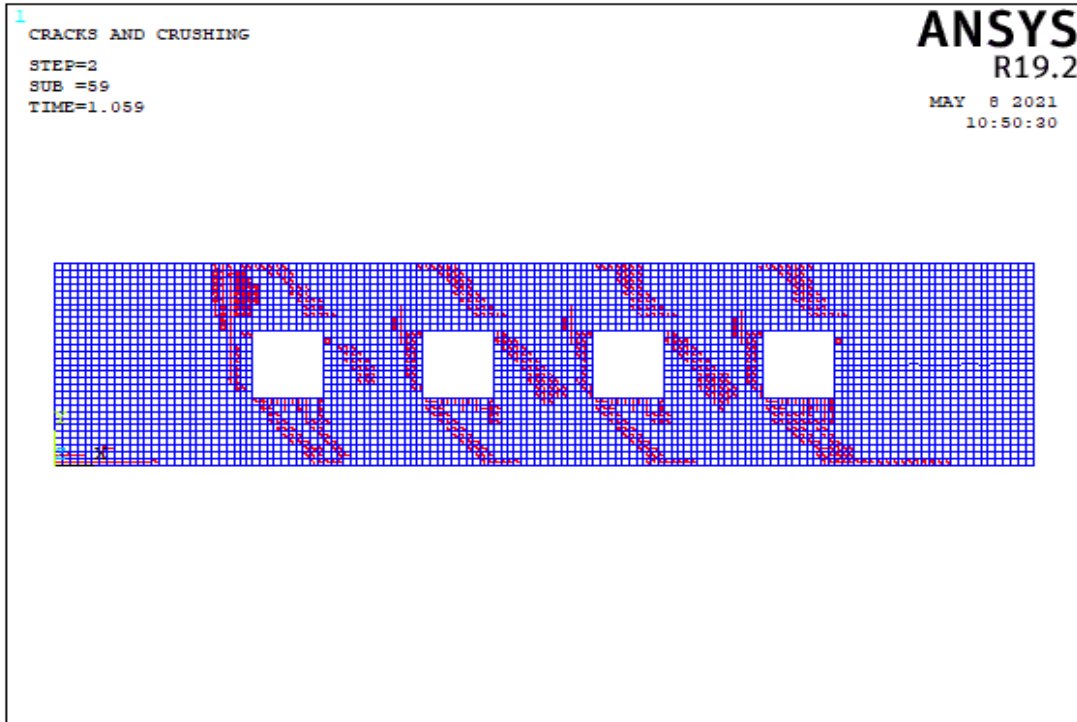 1
CRACKS AND CRUSHING
STEP=2
SUB =59
TIME=1.059
ANSYS
R19.2
MAY 8 2021
10:50:30
Y
X